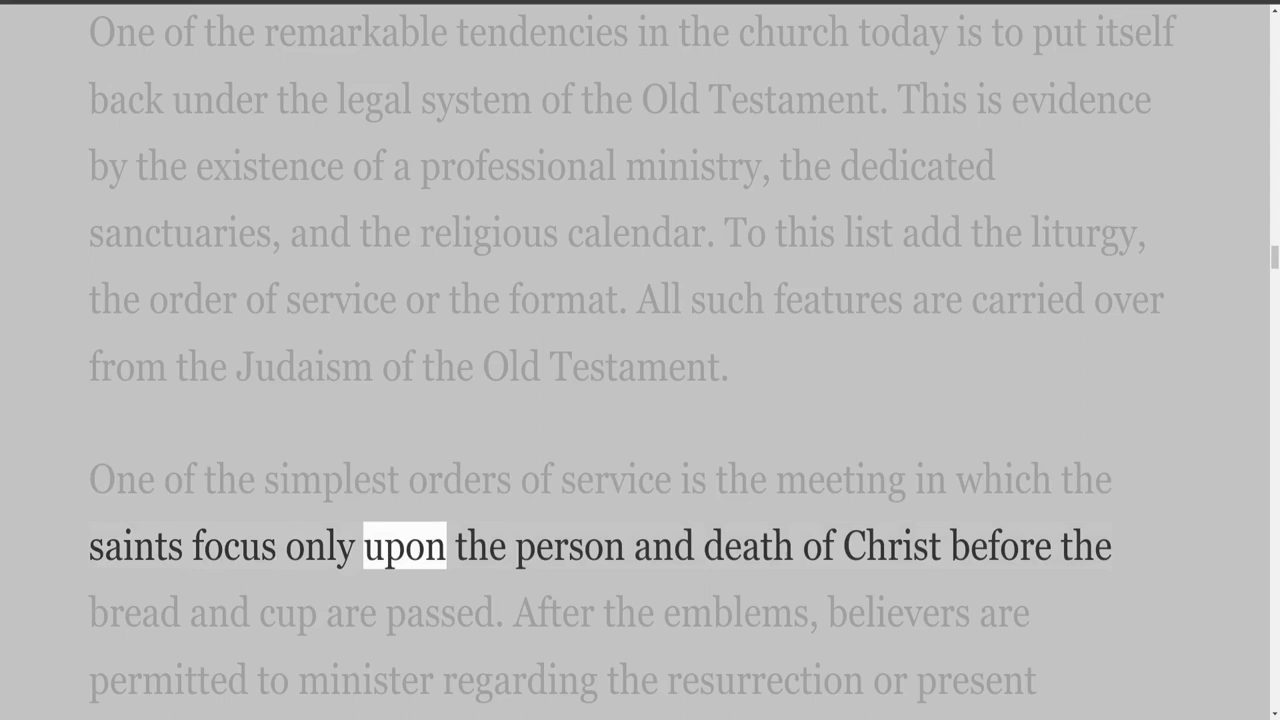 One of the remarkable tendencies in the church today is to put itself
back under the legal system of the Old Testament. This is evidence
by the existence of a professional ministry, the dedicated
sanctuaries, and the religious calendar. To this list add the liturgy,
the order of service or the format. All such features are carried over
from the Judaism of the Old Testament.
One of the simplest orders of service is the meeting in which the
saints focus only upon the person and death of Christ before the
bread and cup are passed. After the emblems, believers are
permitted to minister regarding the resurrection or present